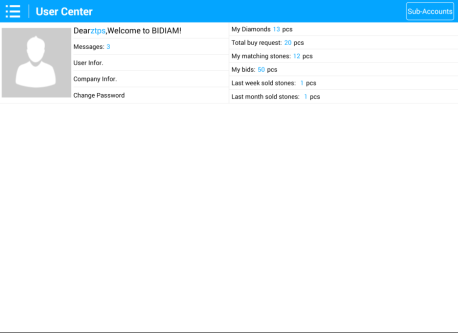 User Center
Sub-Accounts
Dearztps,Welcome to BIDIAM!
Messages: 3
User Infor.
Company Infor.
Change Password
My Diamonds 13 pcs
Total buy request: 20 pcs
My matching stones: 12 pcs
My bids: 50 pcs
Last week sold stones: 1 pcs
Last month sold stones: 1 pcs